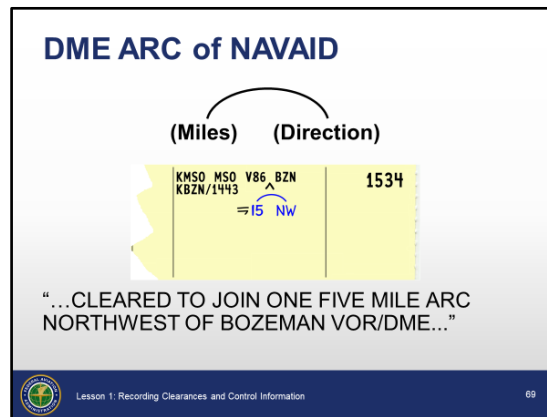 DME ARC of NAVAID
(Miles) (Direction)
KMSO MSO V86 BZN 1534
KBZN/1443
15 NW
“…CLEARED TO JOIN ONE FIVE MILE ARC
NORTHWEST OF BOZEMAN VOR/DME...”
Lesson 1: Recording Clearances and Control Information 69